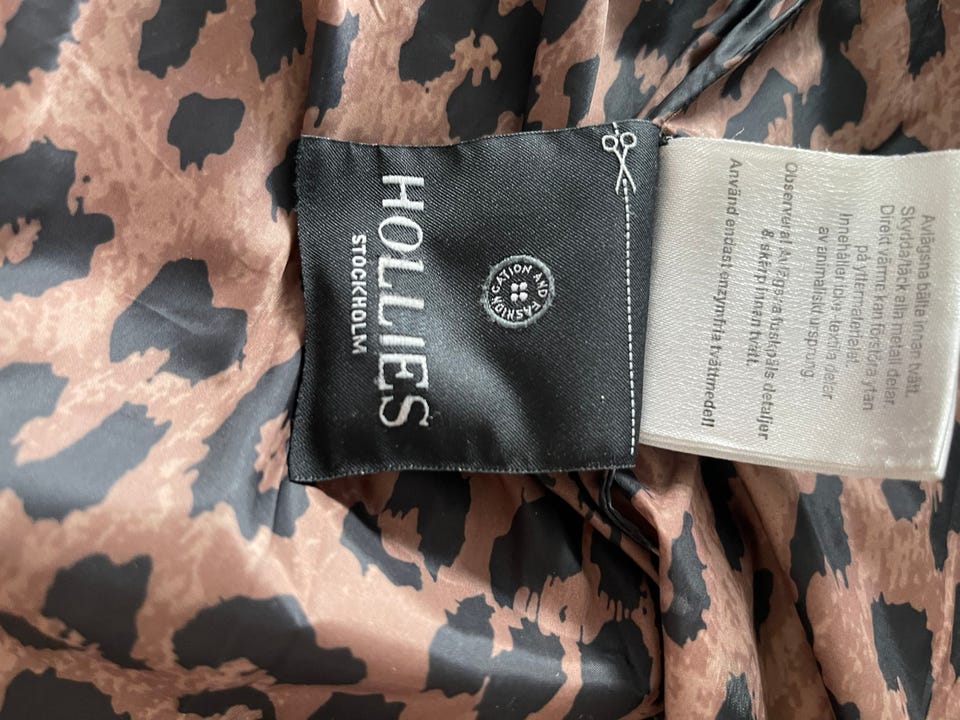 HOLLIES
STOCKHOLM
FASHION CATION AND
Avlägsna bälte innan tvätt.
Skydda/täck alla metall delar.
Direkt värme kan förstöra ytan
på yttermaterialet.
Innehåller icke-textila delar
av animaliskt ursprung.
Observera! Avlägsna fuskpäls detaljer
& skärp innan tvätt.
Använd endast enzymfria tvättmedel!